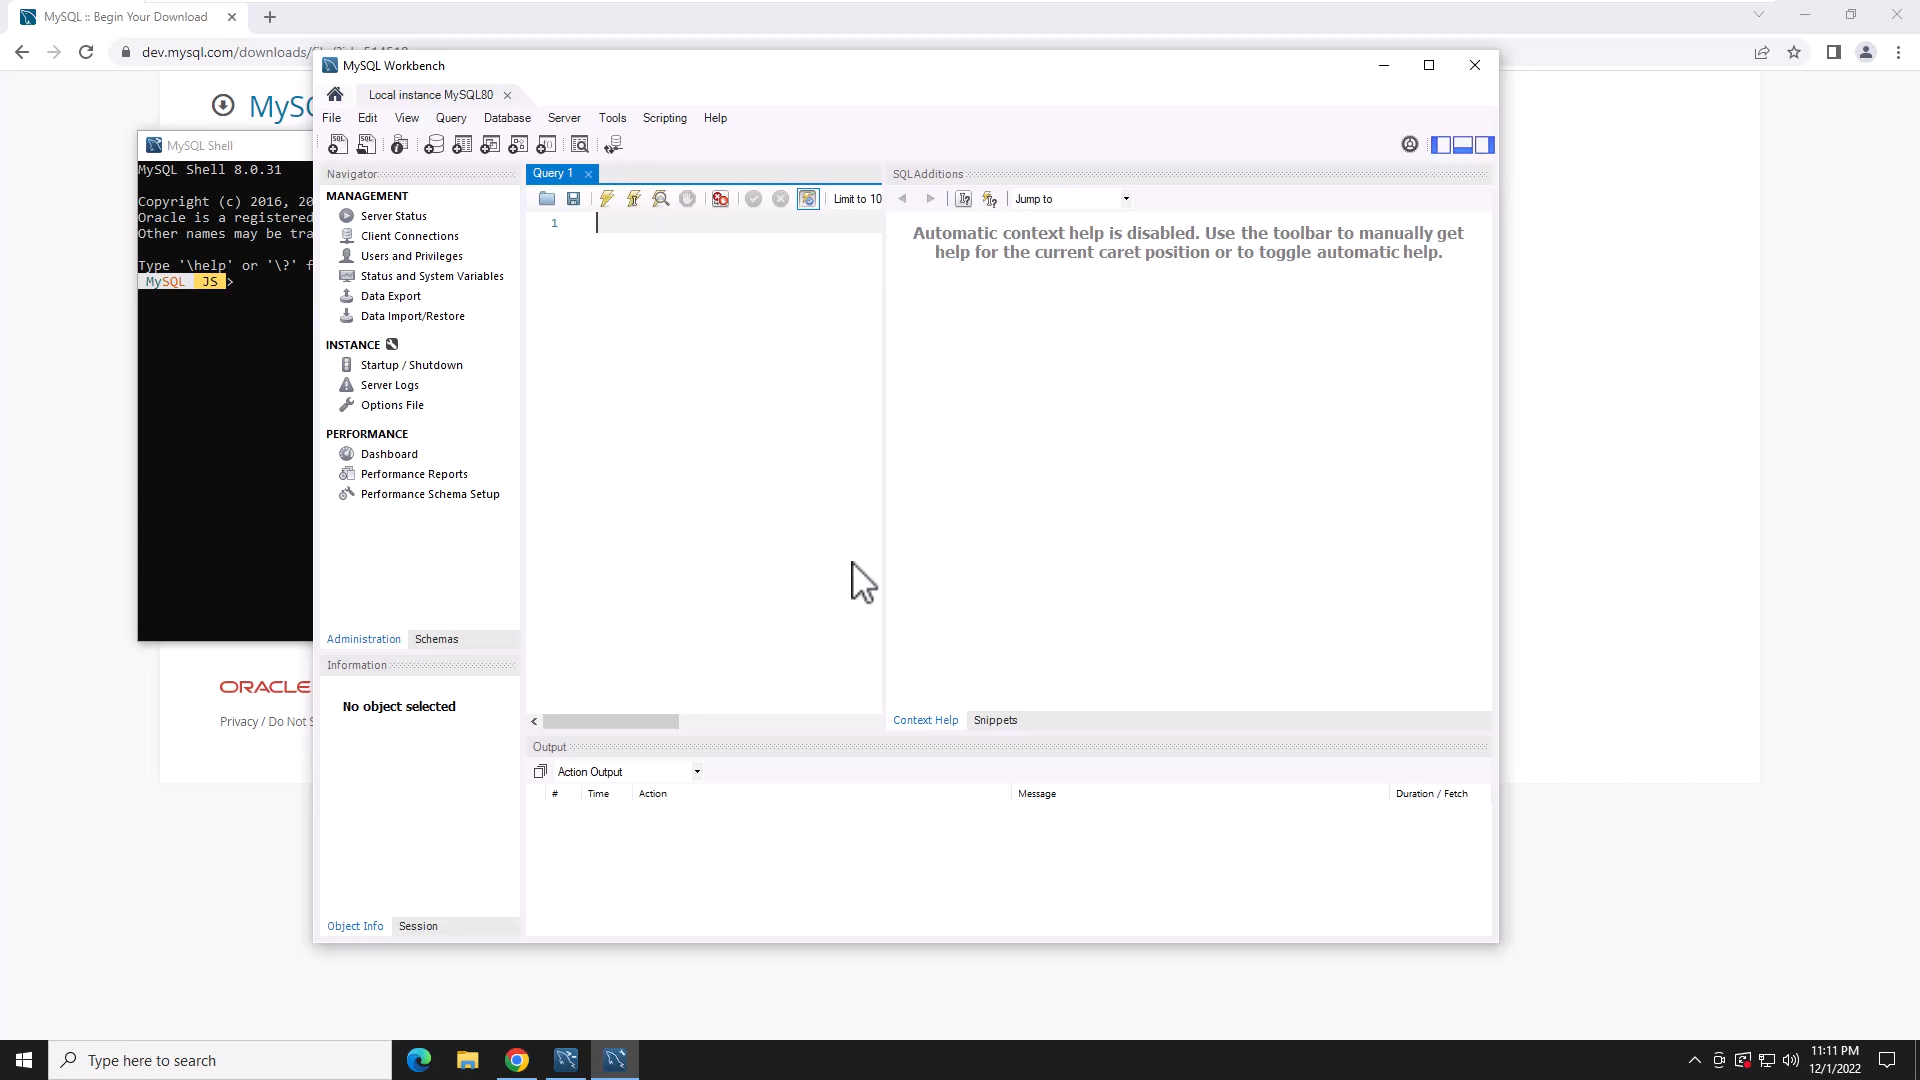 MySQL :: Begin Your Download
dev.mysql.com/downloads/
MySQL Workbench
Local instance MySQL80
File Edit View Query Database Server Tools Scripting Help
MySQL Shell
MySQL Shell 8.0.31
Copyright (c) 2016, 20
Oracle is a registered
Other names may be tra
Type '\help' or '\?' f
MySQL JS >
Navigator
MANAGEMENT
Server Status
Client Connections
Users and Privileges
Status and System Variables
Data Export
Data Import/Restore
INSTANCE
Startup / Shutdown
Server Logs
Options File
PERFORMANCE
Dashboard
Performance Reports
Performance Schema Setup
Administration Schemas
Information
No object selected
Object Info Session
Query 1
Limit to 10
1
SQLAdditions
Jump to
Automatic context help is disabled. Use the toolbar to manually get
help for the current caret position or to toggle automatic help.
Context Help Snippets
Output
Action Output
# Time Action Message Duration / Fetch
ORACLE
Privacy / Do Not S
Type here to search
11:11 PM
12/1/2022